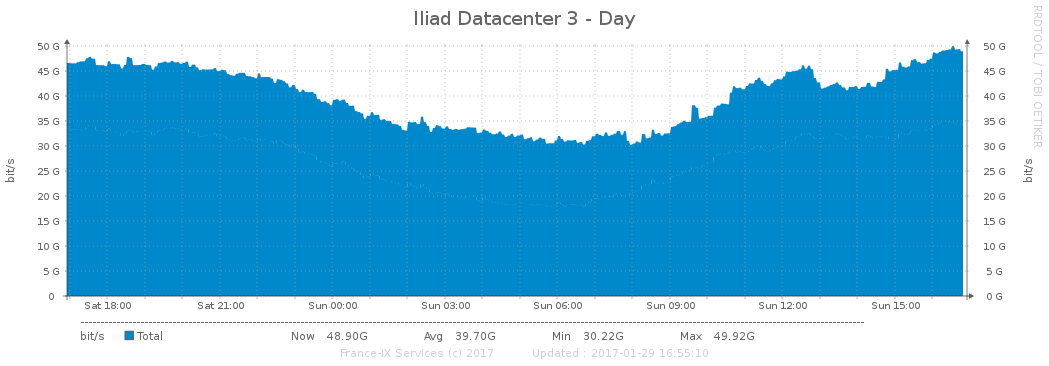 Iliad Datacenter 3 - Day
RRDTOOL / TOBI OETIKER
50 G 50 G
45 G 45 G
40 G 40 G
35 G 35 G
30 G 30 G
25 G 25 G
20 G 20 G
15 G 15 G
10 G 10 G
5 G 5 G
0 0 G
bit/s bit/s
Sat 18:00 Sat 21:00 Sun 00:00 Sun 03:00 Sun 06:00 Sun 09:00 Sun 12:00 Sun 15:00
bit/s Total Now 48.90G Avg 39.70G Min 30.22G Max 49.92G
France-IX Services (c) 2017 Updated : 2017-01-29 16:55:10